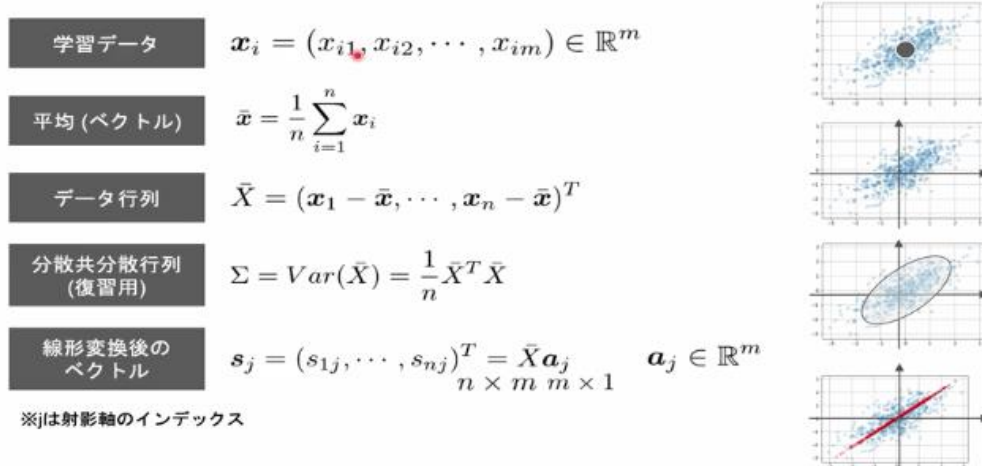 学習データ
x_i = (x_{i1}, x_{i2}, ⋯ , x_{im}) ∈ ℝ^m
平均 (ベクトル)
x̄ = \frac{1}{n} \sum_{i=1}^{n} x_i
データ行列
X̄ = (x_1 − x̄, ⋯ , x_n − x̄)^T
分散共分散行列
(復習用)
Σ = Var(X̄) = \frac{1}{n} X̄^T X̄
線形変換後の
ベクトル
s_j = (s_{1j}, ⋯ , s_{nj})^T = X̄a_j a_j ∈ ℝ^m
n × m m × 1
※jは射影軸のインデックス